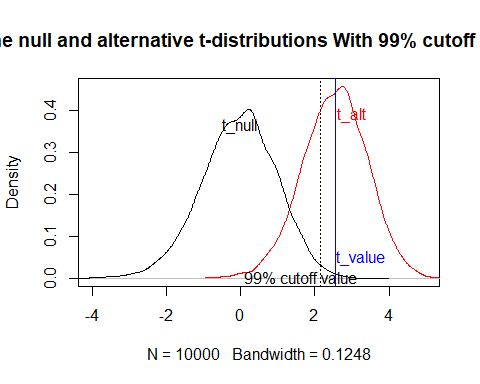 e null and alternative t-distributions With 99% cutoff
Density
0.4
0.3
0.2
0.1
0.0
t_null
t_alt
t_value
99% cutoff value
-4 -2 0 2 4
N = 10000 Bandwidth = 0.1248